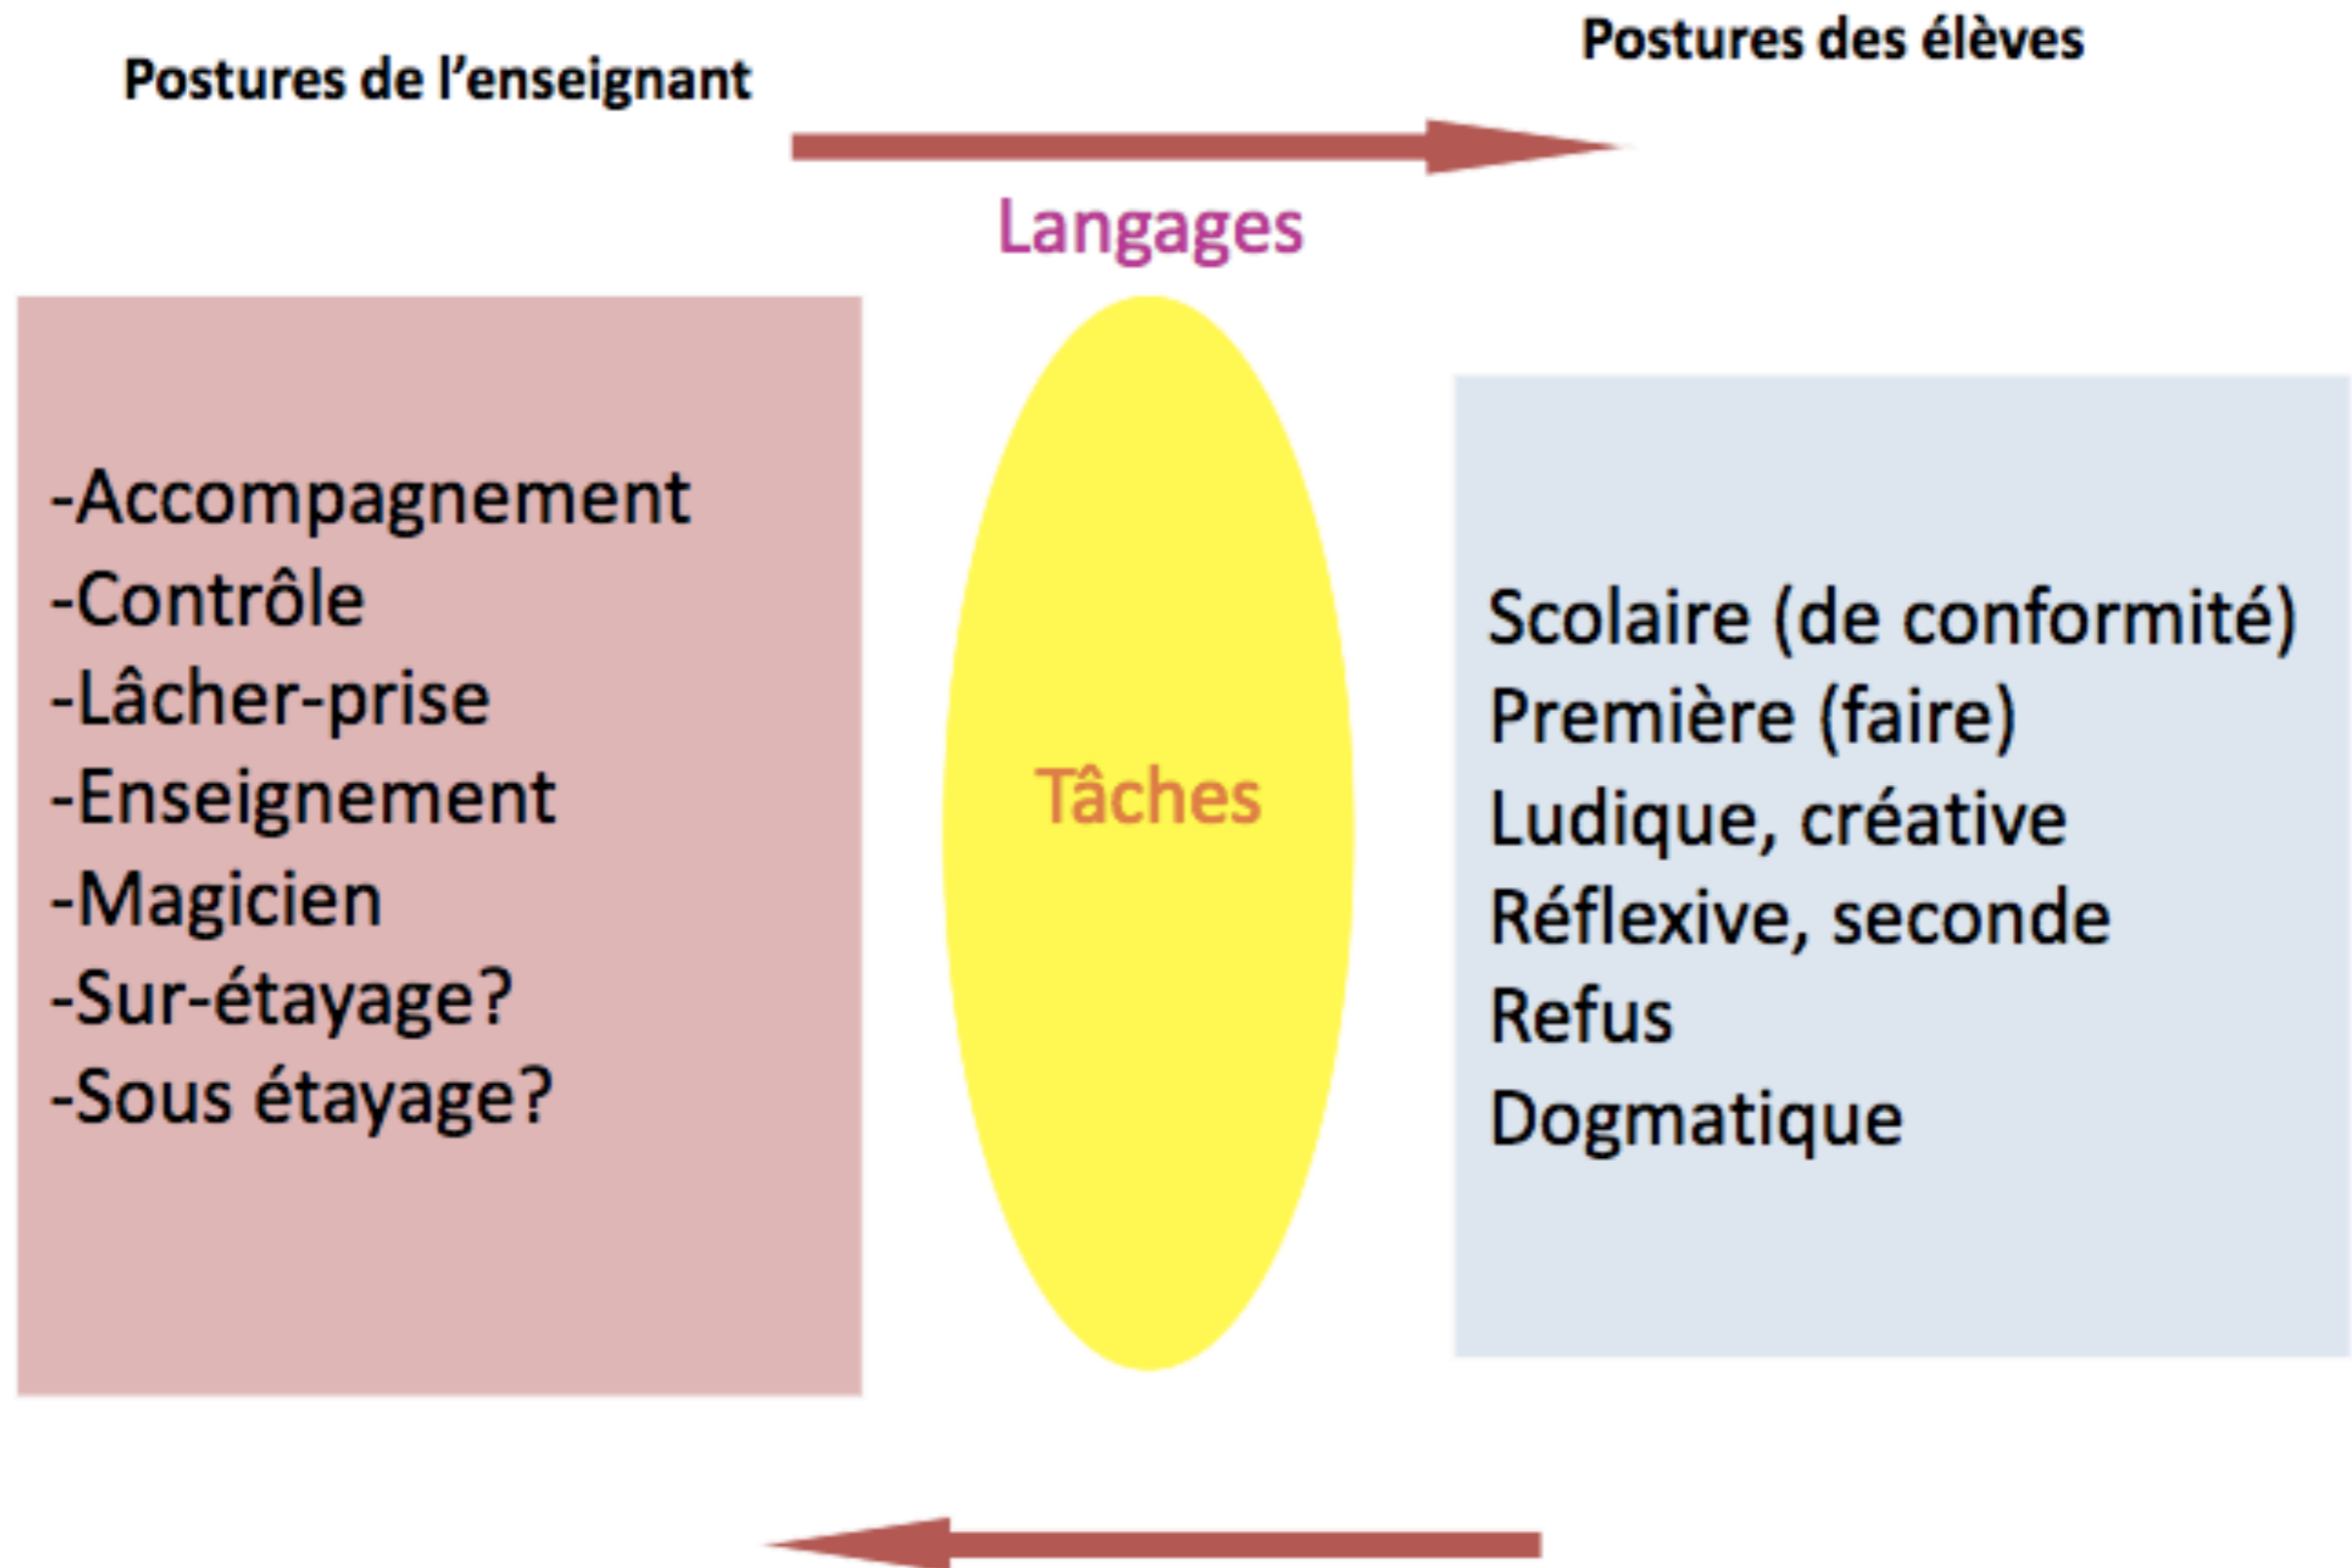 Postures de l’enseignant
Postures des élèves
Langages
-Accompagnement
-Contrôle
-Lâcher-prise
-Enseignement
-Magicien
-Sur-étayage?
-Sous étayage?
Tâches
Scolaire (de conformité)
Première (faire)
Ludique, créative
Réflexive, seconde
Refus
Dogmatique